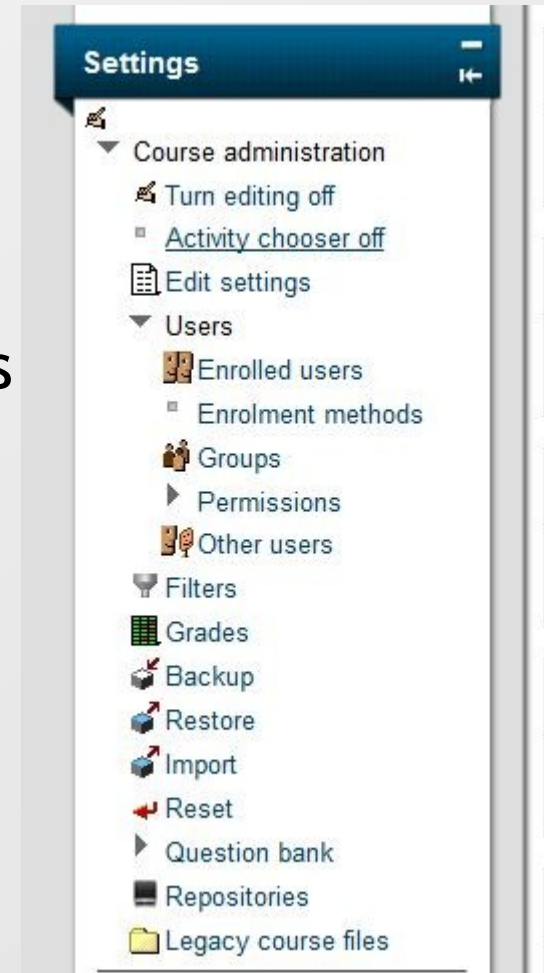 Settings
Course administration
Turn editing off
Activity chooser off
Edit settings
Users
s
Enrolled users
Enrolment methods
Groups
Permissions
Other users
Filters
Grades
Backup
Restore
Import
Reset
Question bank
Repositories
Legacy course files